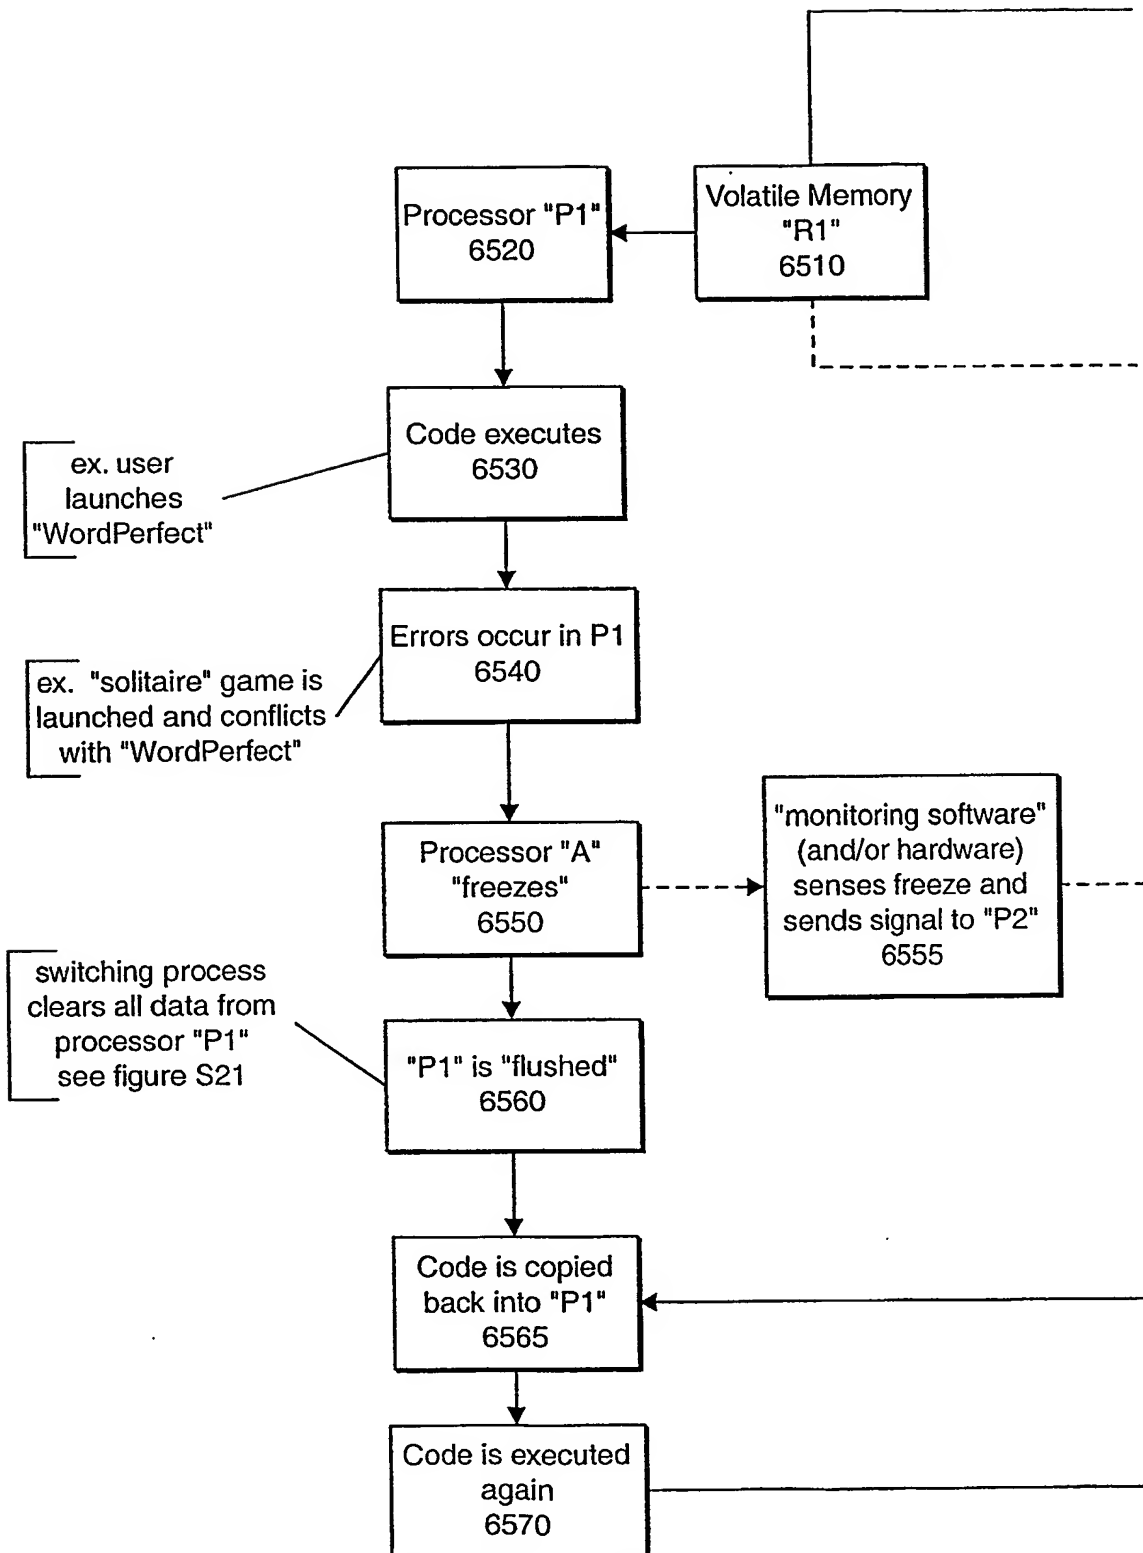 Processor "P1"
6520
Volatile Memory
"R1"
6510
Code executes
6530
ex. user
launches
"WordPerfect"
Errors occur in P1
6540
ex. "solitaire" game is
launched and conflicts
with "WordPerfect"
Processor "A"
"freezes"
6550
"monitoring software"
(and/or hardware)
senses freeze and
sends signal to "P2"
6555
switching process
clears all data from
processor "P1"
see figure S21
"P1" is "flushed"
6560
Code is copied
back into "P1"
6565
Code is executed
again
6570